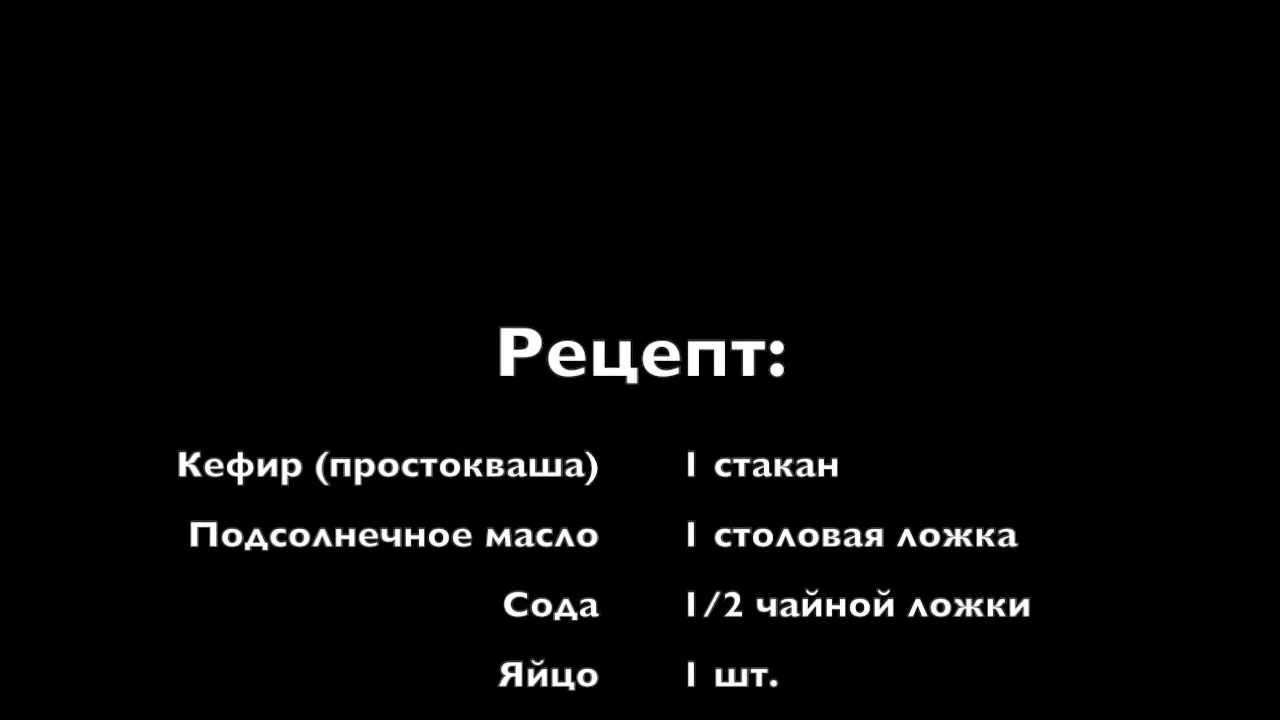 Рецепт:
Кефир (простокваша) 1 стакан
Подсолнечное масло 1 столовая ложка
Сода 1/2 чайной ложки
Яйцо 1 шт.